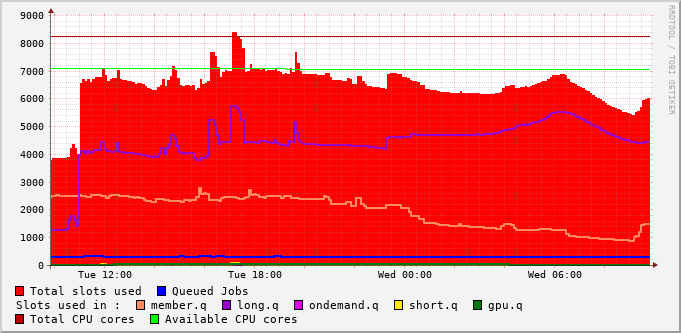 9000
8000
7000
6000
5000
4000
3000
2000
1000
0
Tue 12:00 Tue 18:00 Wed 00:00 Wed 06:00
Total slots used Queued Jobs
Slots used in : member.q long.q ondemand.q short.q gpu.q
Total CPU cores Available CPU cores
RRDTOOL / TOBI OETIKER